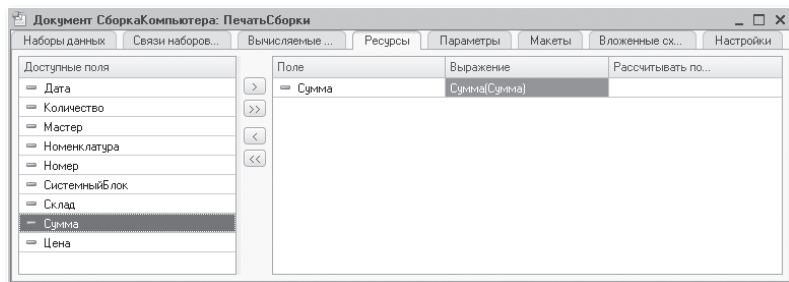 Документ СборкаКомпьютера: ПечатьСборки
Наборы данных Связи наборов... Вычисляемые ... Ресурсы Параметры Макеты Вложенные сх... Настройки
Доступные поля
Дата
Количество
Мастер
Номенклатура
Номер
СистемныйБлок
Склад
Сумма
Цена
>
>>
<
<<
Поле Выражение Рассчитывать по...
Сумма Сумма(Сумма)